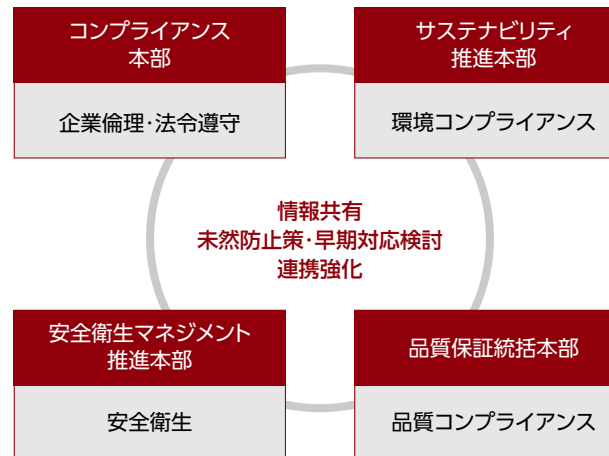 コンプライアンス
本部
企業倫理・法令遵守
サステナビリティ
推進本部
環境コンプライアンス
情報共有
未然防止策・早期対応検討
連携強化
安全衛生マネジメント
推進本部
安全衛生
品質保証統括本部
品質コンプライアンス